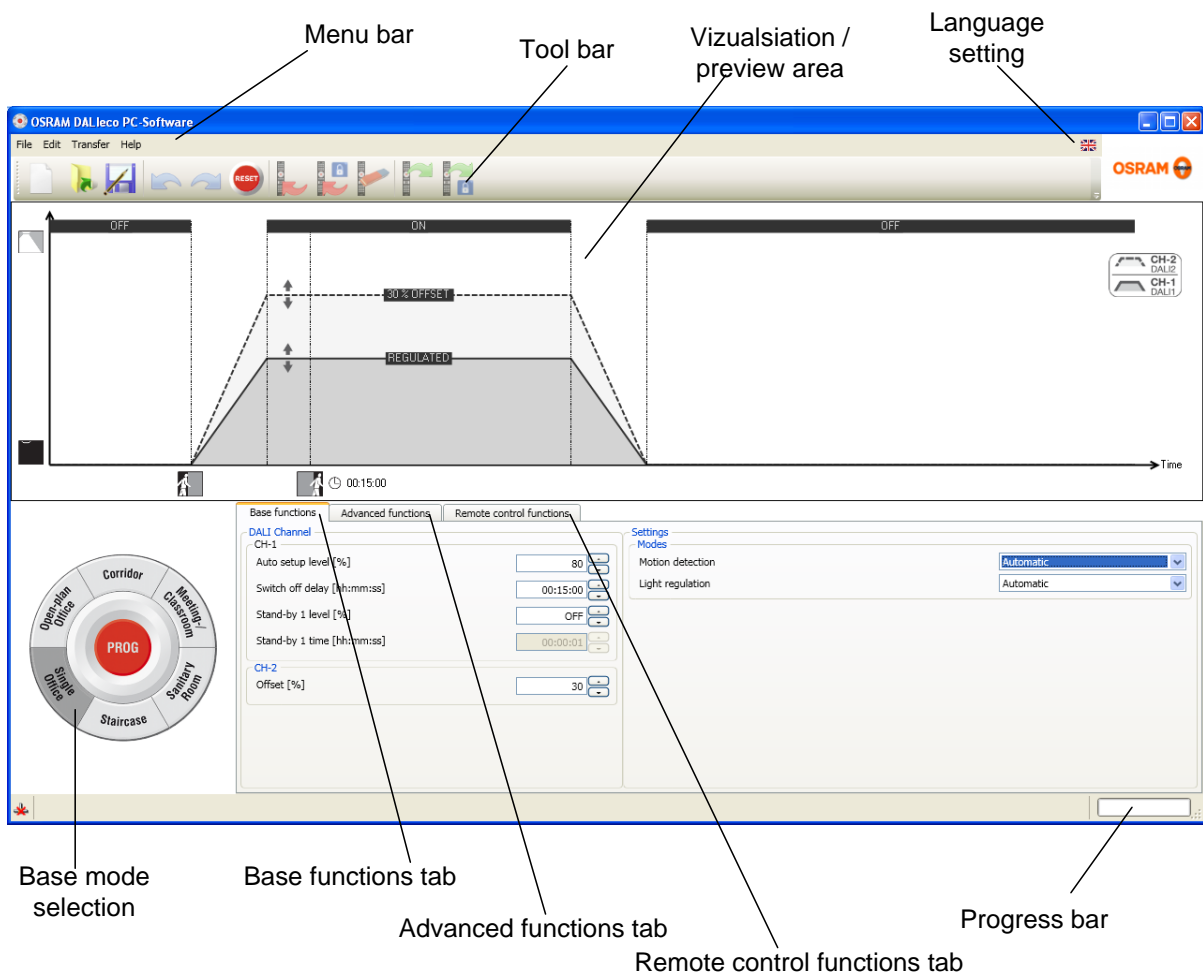 Menu bar
Tool bar
Vizualsiation /
preview area
Language
setting
OSRAM DALIeco PC-Software
File Edit Transfer Help
RESET
OSRAM
OFF
ON
OFF
CH-2
DALI2
CH-1
DALI1
30 % OFFSET
REGULATED
Time
00:15:00
Base functions
Advanced functions
Remote control functions
DALI Channel
CH-1
Auto setup level [%] 80
Switch off delay [hh:mm:ss] 00:15:00
Stand-by 1 level [%] OFF
Stand-by 1 time [hh:mm:ss] 00:00:01
CH-2
Offset [%] 30
Settings
Modes
Motion detection Automatic
Light regulation Automatic
Corridor
Meeting-/
Classroom
Sanitary
Room
Staircase
Single
Office
Open-plan
Office
PROG
Base mode
selection
Base functions tab
Advanced functions tab
Remote control functions tab
Progress bar